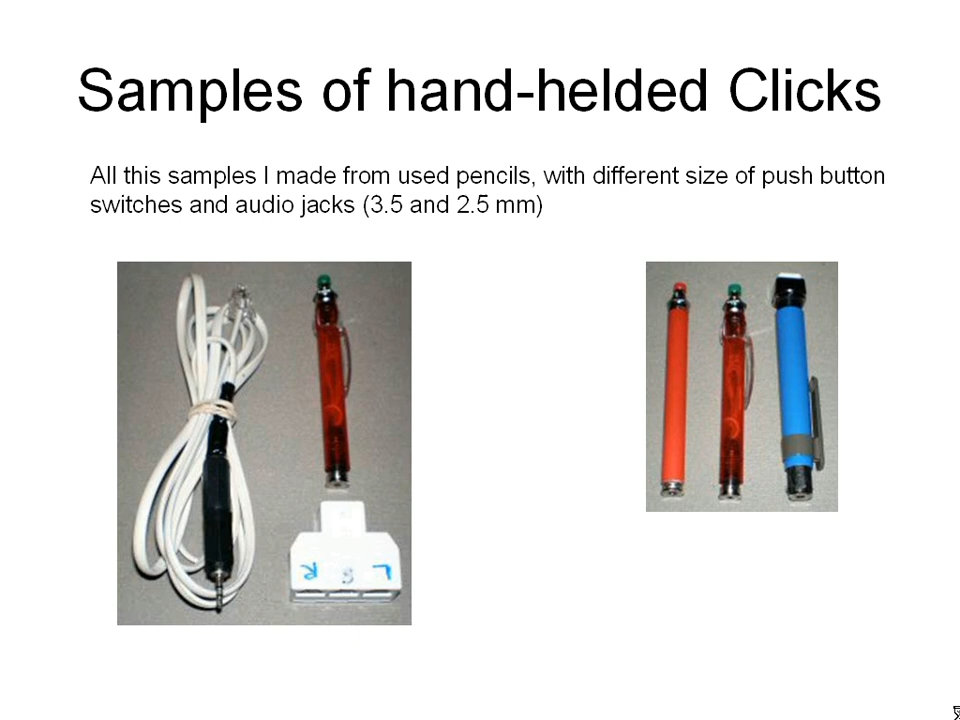 Samples of hand-helded Clicks
All this samples I made from used pencils, with different size of push button
switches and audio jacks (3.5 and 2.5 mm)
R S L